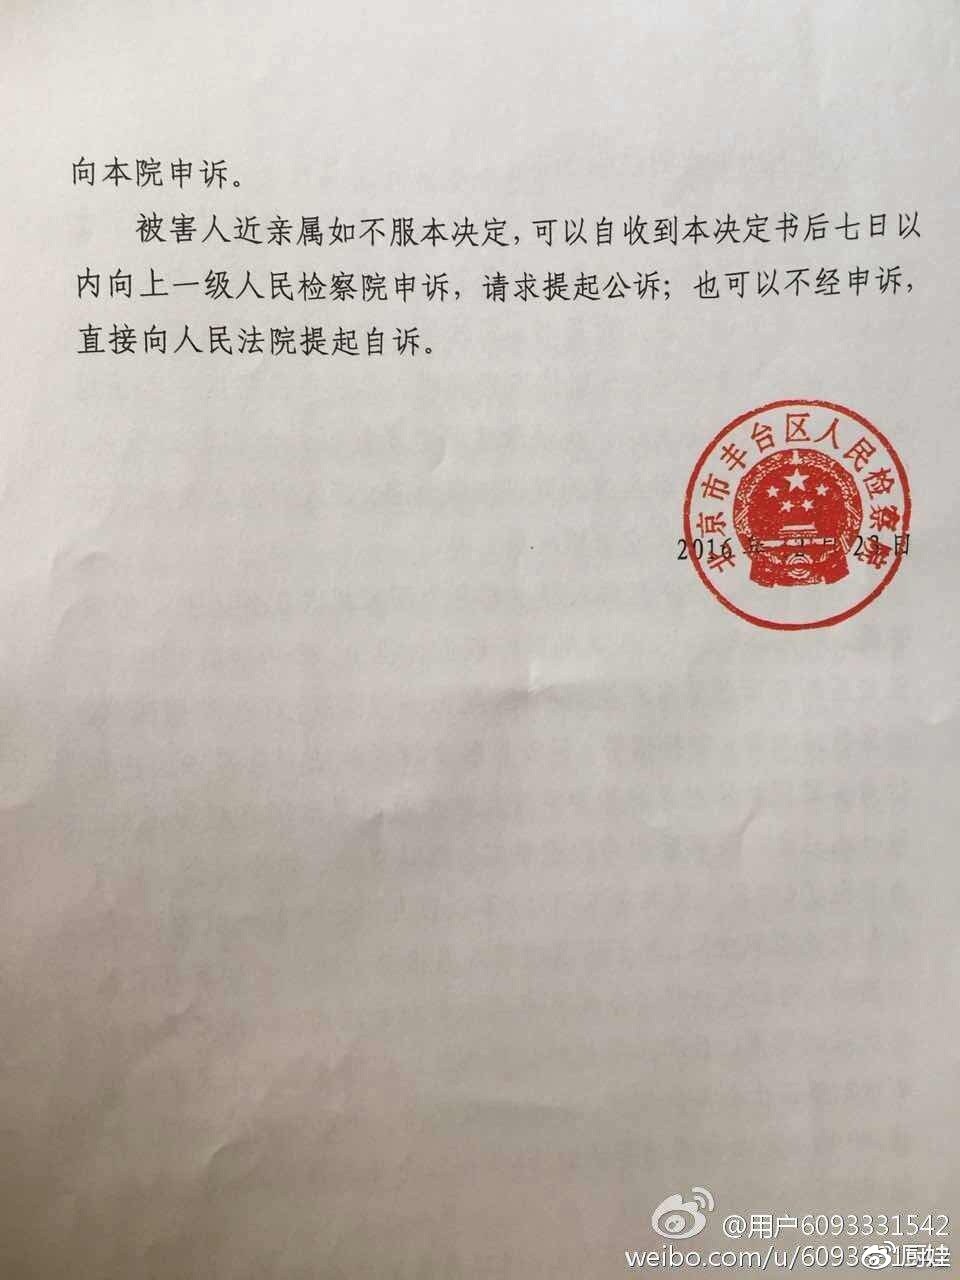 向本院申诉。
被害人近亲属如不服本决定，可以自收到本决定书后七日以
内向上一级人民检察院申诉，请求提起公诉；也可以不经申诉，
直接向人民法院提起自诉。
北京市丰台区人民检察院
2016年12月23日
@用户6093331542
weibo.com/u/6093331542
厨娃